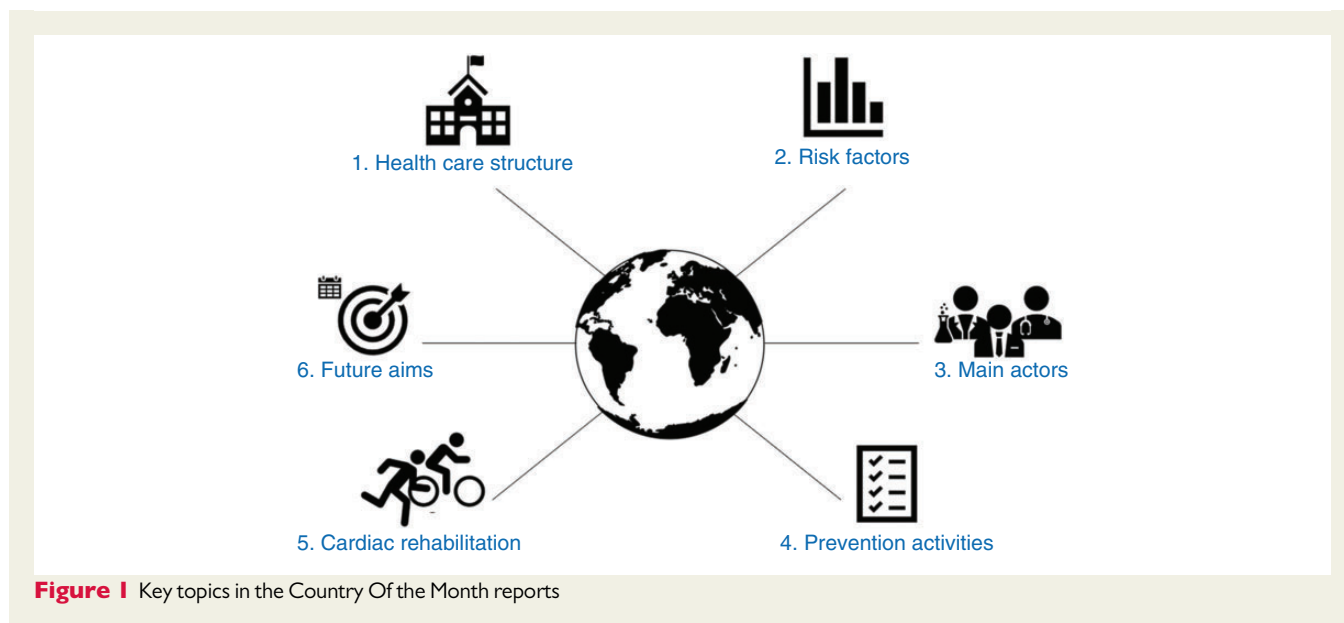 1. Health care structure
2. Risk factors
3. Main actors
4. Prevention activities
5. Cardiac rehabilitation
6. Future aims
Figure 1 Key topics in the Country Of the Month reports